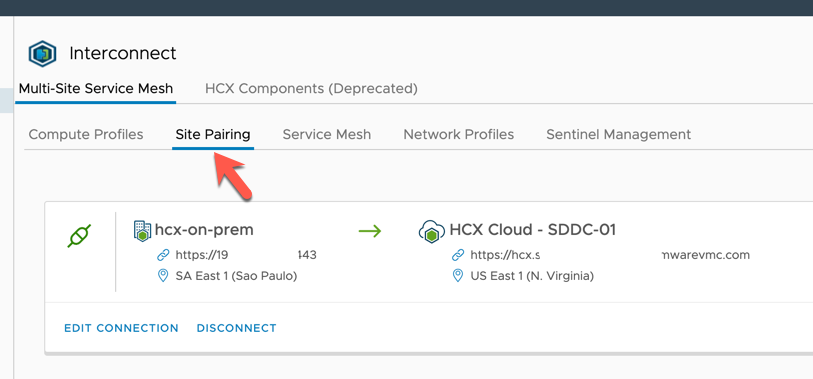 Interconnect
Multi-Site Service Mesh HCX Components (Deprecated)
Compute Profiles Site Pairing Service Mesh Network Profiles Sentinel Management
hcx-on-prem HCX Cloud - SDDC-01
https://19 143 https://hcx.s mwarevmc.com
SA East 1 (Sao Paulo) US East 1 (N. Virginia)
EDIT CONNECTION DISCONNECT